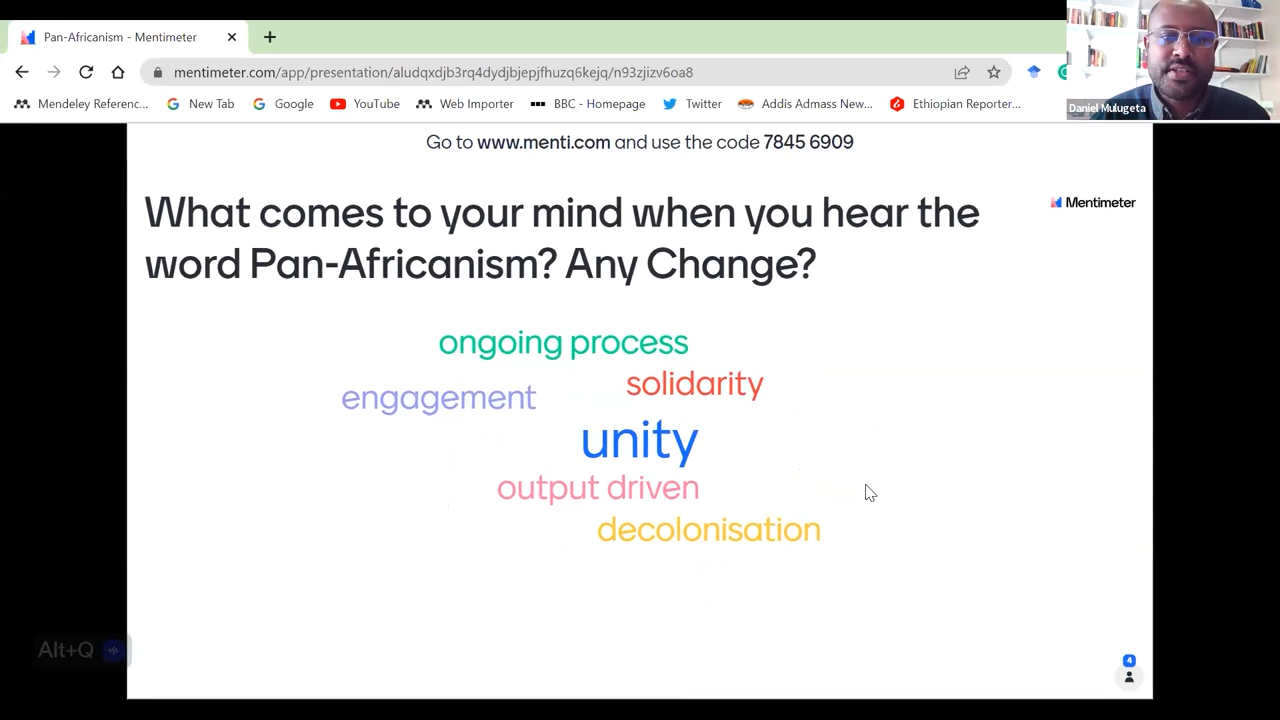 Pan-Africanism - Mentimeter
mentimeter.com/app/presentation/aludqxdjb3rq4dydjbjepjfhuzq6kejq/n93zjizv6oa8
Mendeley Referenc... New Tab Google YouTube Web Importer BBC - Homepage Twitter Addis Admass New... Ethiopian Reporter...
Daniel Mulugeta
Go to www.menti.com and use the code 7845 6909
Mentimeter
What comes to your mind when you hear the
word Pan-Africanism? Any Change?
ongoing process
solidarity
engagement
unity
output driven
decolonisation
Alt+Q
4